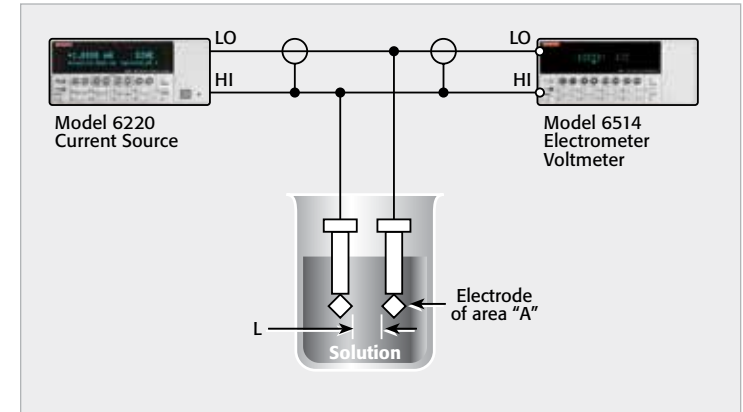 LO
HI
LO
HI
Model 6220
Current Source
Model 6514
Electrometer
Voltmeter
Electrode
of area “A”
L
Solution